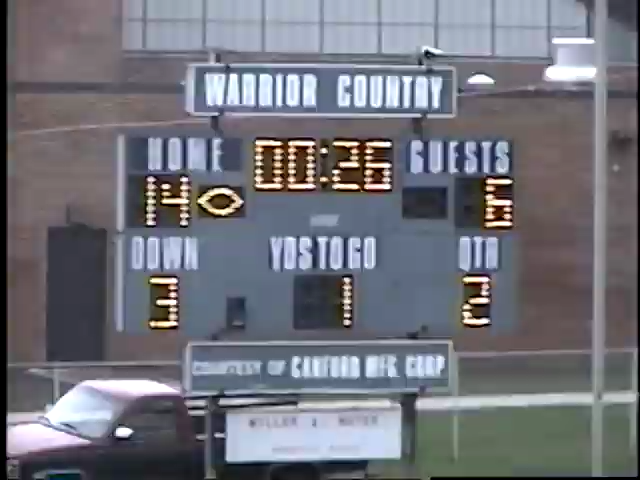 WARRIOR COUNTRY
HOME 00:26 GUESTS
14 6
DOWN YDS TO GO QTR
3 1 2
COURTESY OF CANFORD MFG. CORP